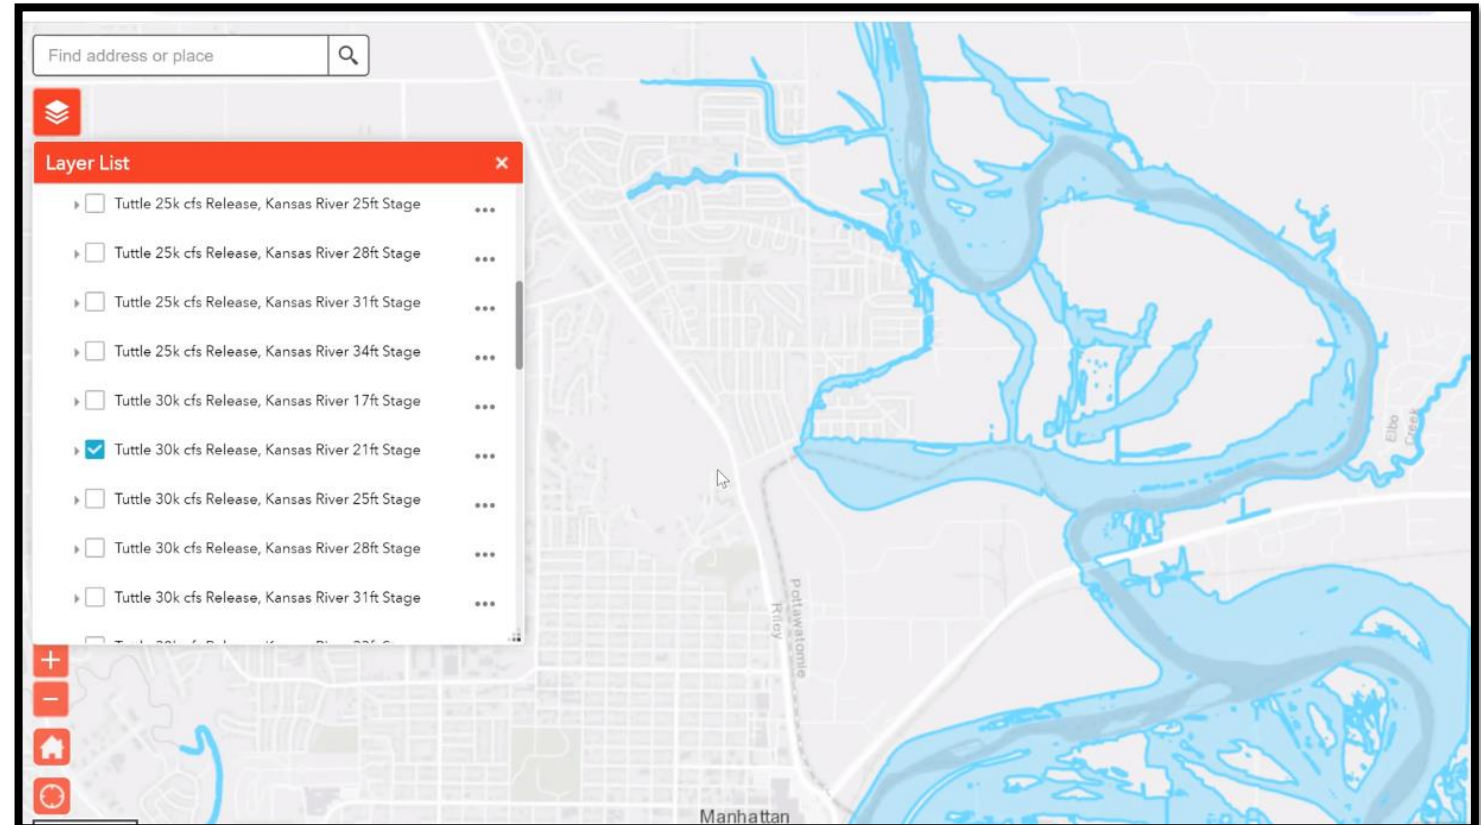 Find address or place
Layer List
Tuttle 25k cfs Release, Kansas River 25ft Stage
Tuttle 25k cfs Release, Kansas River 28ft Stage
Tuttle 25k cfs Release, Kansas River 31ft Stage
Tuttle 25k cfs Release, Kansas River 34ft Stage
Tuttle 30k cfs Release, Kansas River 17ft Stage
Tuttle 30k cfs Release, Kansas River 21ft Stage
Tuttle 30k cfs Release, Kansas River 25ft Stage
Tuttle 30k cfs Release, Kansas River 28ft Stage
Tuttle 30k cfs Release, Kansas River 31ft Stage
Elbo
Creek
Pottawatomie
Riley
Manhattan